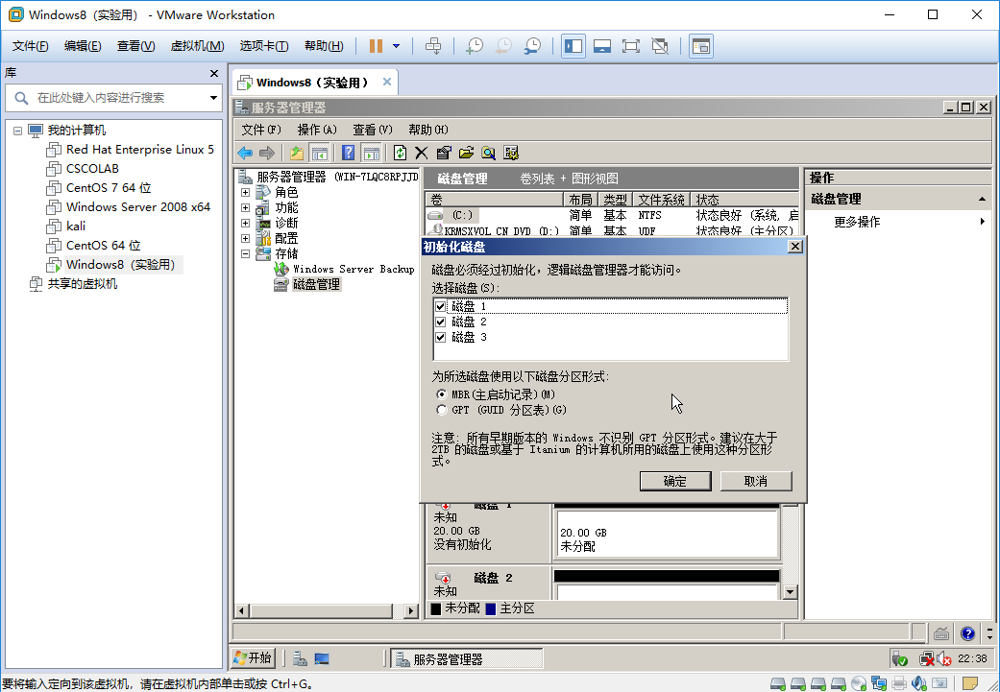 Windows8（实验用） - VMware Workstation
文件(F) 编辑(E) 查看(V) 虚拟机(M) 选项卡(T) 帮助(H)
库
在此处键入内容进行搜索
我的计算机
Red Hat Enterprise Linux 5
CSCOLAB
CentOS 7 64 位
Windows Server 2008 x64
kali
CentOS 64 位
Windows8（实验用）
共享的虚拟机
Windows8（实验用）
服务器管理器
文件(F) 操作(A) 查看(V) 帮助(H)
服务器管理器 (WIN-7LQC8RPJJD
角色
功能
诊断
配置
存储
Windows Server Backup
磁盘管理
磁盘管理 卷列表 + 图形视图
卷 布局 类型 文件系统 状态
(C:) 简单 基本 NTFS 状态良好 (系统, 启
KRMSXVOL_CN_DVD (D:) 简单 基本 UDF 状态良好 (主分区)
操作
磁盘管理
更多操作
初始化磁盘
磁盘必须经过初始化，逻辑磁盘管理器才能访问。
选择磁盘(S):
磁盘 1
磁盘 2
磁盘 3
为所选磁盘使用以下磁盘分区形式:
MBR(主启动记录)(M)
GPT (GUID 分区表)(G)
注意: 所有早期版本的 Windows 不识别 GPT 分区形式。建议在大于
2TB 的磁盘或基于 Itanium 的计算机所用的磁盘上使用这种分区形
式。
确定 取消
磁盘 1
未知
20.00 GB
没有初始化
20.00 GB
未分配
磁盘 2
未知
未分配 主分区
开始 服务器管理器 22:38
要将输入定向到该虚拟机，请在虚拟机内部单击或按 Ctrl+G。